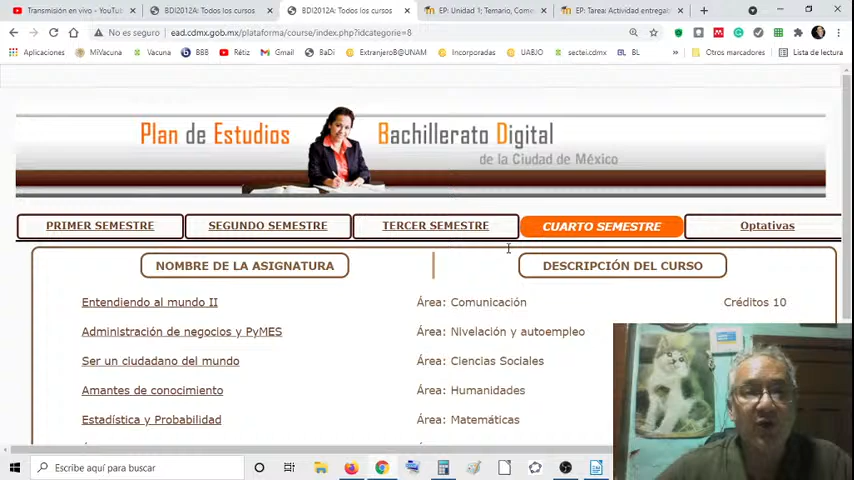 Transmisión en vivo - YouTu
BDI2012A: Todos los cursos
BDI2012A: Todos los cursos
EP: Unidad 1; Temario, Come
EP: Tarea: Actividad entregal
No es seguro | ead.cdmx.gob.mx/plataforma/course/index.php?idcategorie=8
Aplicaciones MiVacuna Vacuna BBB Rétiz Gmail BaDi ExtranjeroB@UNAM Incorporadas UABJO sectei.cdmx BL BL Otros marcadores Lista de lectura
Plan de Estudios Bachillerato Digital
de la Ciudad de México
PRIMER SEMESTRE SEGUNDO SEMESTRE TERCER SEMESTRE CUARTO SEMESTRE Optativas
NOMBRE DE LA ASIGNATURA DESCRIPCIÓN DEL CURSO
Entendiendo al mundo II Área: Comunicación Créditos 10
Administración de negocios y PyMES Área: Nivelación y autoempleo
Ser un ciudadano del mundo Área: Ciencias Sociales
Amantes de conocimiento Área: Humanidades
Estadística y Probabilidad Área: Matemáticas
Escribe aquí para buscar